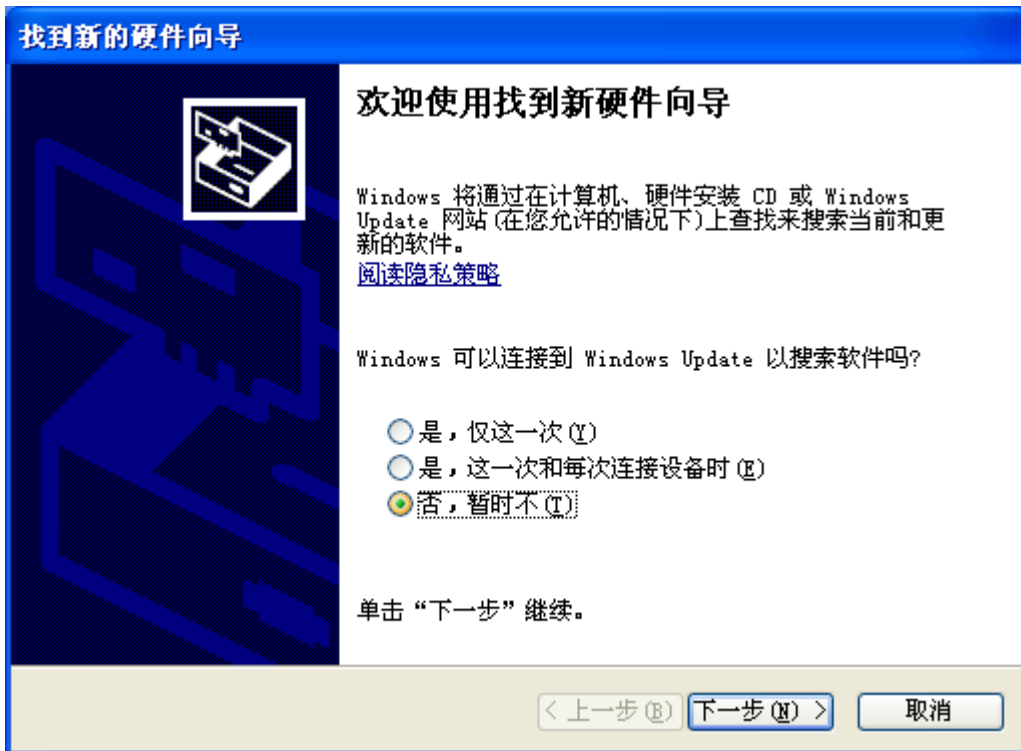 找到新的硬件向导
欢迎使用找到新硬件向导
Windows 将通过在计算机、硬件安装 CD 或 Windows
Update 网站(在您允许的情况下)上查找来搜索当前和更
新的软件。
阅读隐私策略
Windows 可以连接到 Windows Update 以搜索软件吗?
是，仅这一次(Y)
是，这一次和每次连接设备时(E)
否，暂时不(T)
单击“下一步”继续。
< 上一步(B) 下一步(N) > 取消